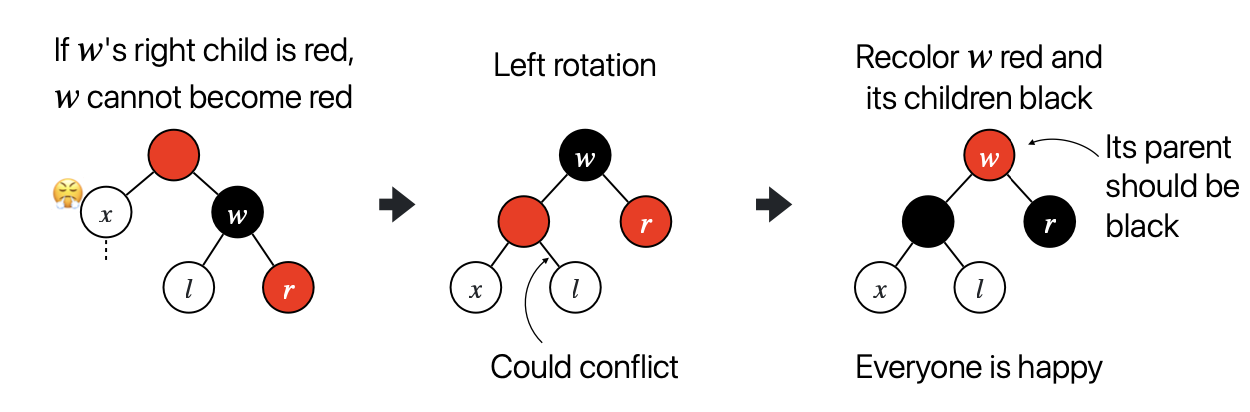 If w's right child is red,
w cannot become red
x
w
l
r
Left rotation
w
r
x
l
Could conflict
Recolor w red and
its children black
w
Its parent
should be
black
r
x
l
Everyone is happy